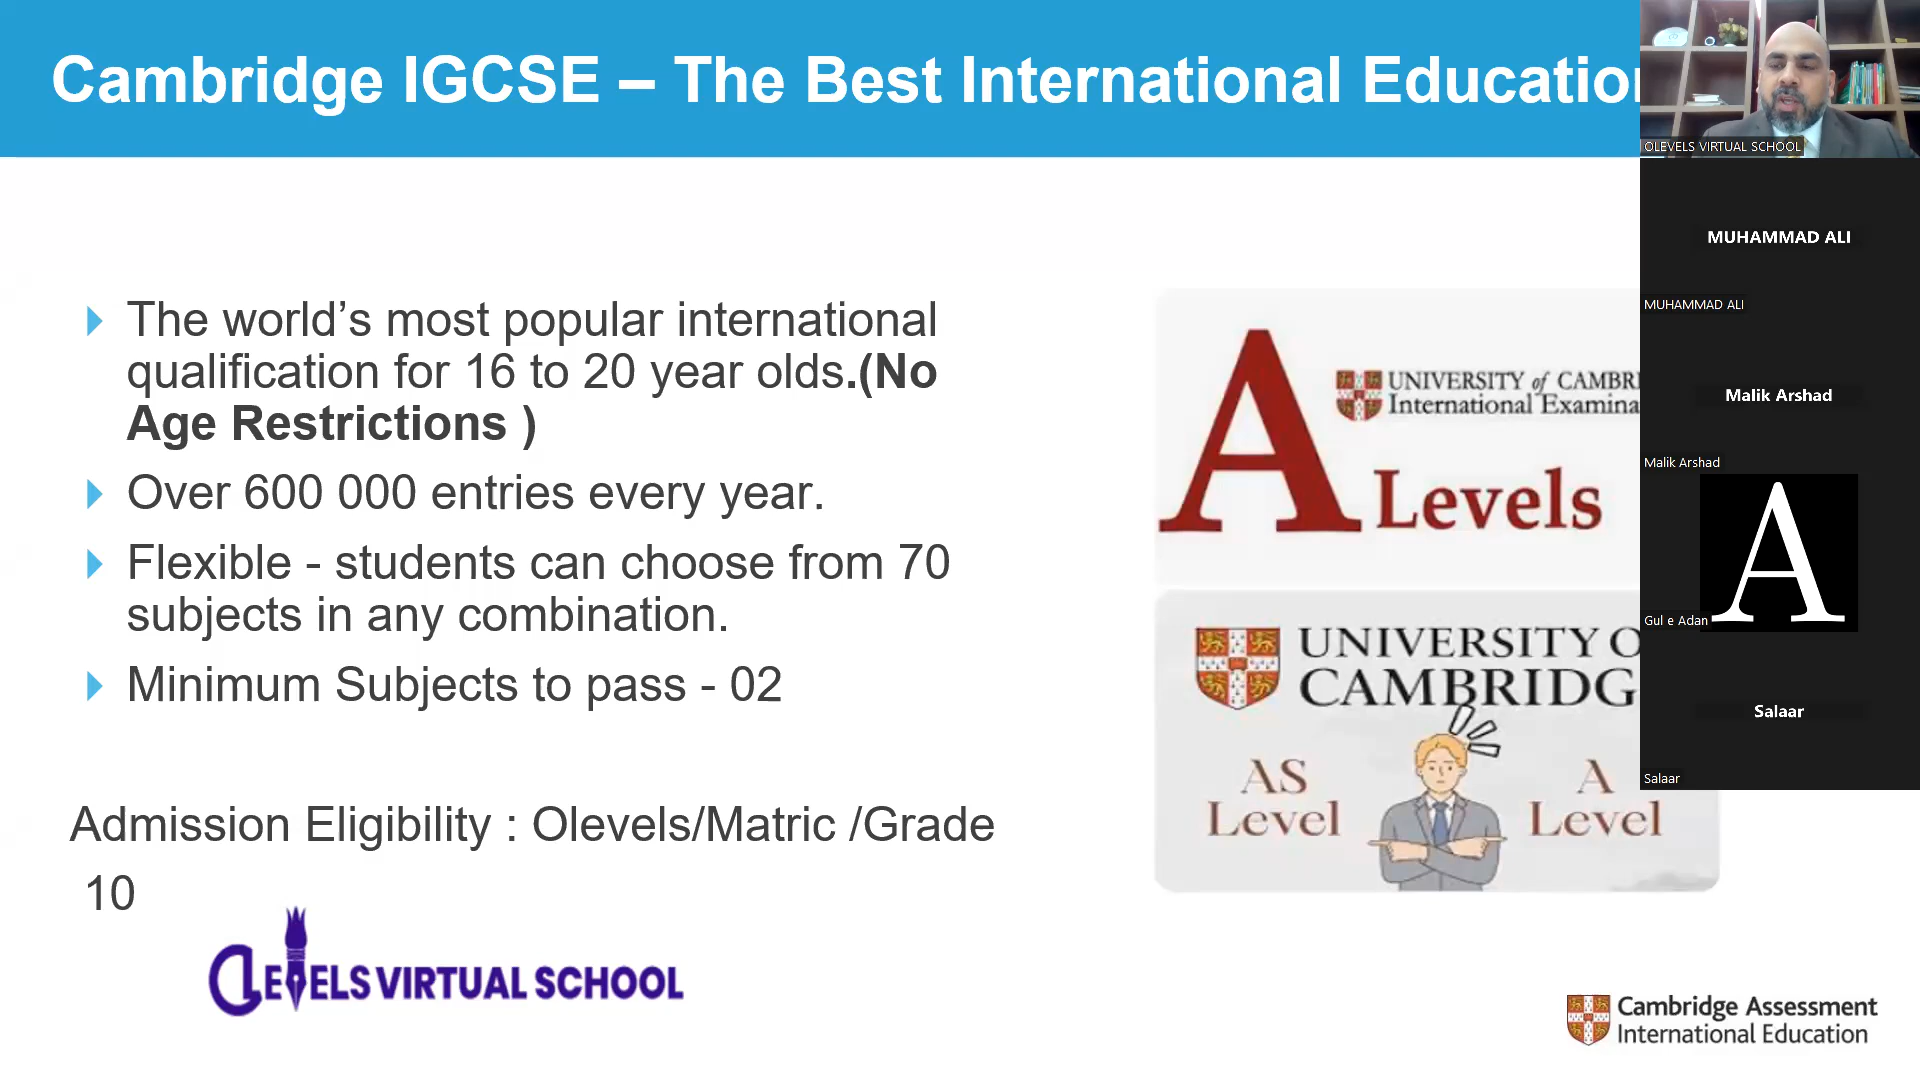 Cambridge IGCSE – The Best International Education
The world’s most popular international
qualification for 16 to 20 year olds.(No
Age Restrictions )
Over 600 000 entries every year.
Flexible - students can choose from 70
subjects in any combination.
Minimum Subjects to pass - 02
Admission Eligibility : Olevels/Matric /Grade
10
OLEVELS VIRTUAL SCHOOL
A Levels
UNIVERSITY of CAMBRI
International Examina
UNIVERSITY O
CAMBRIDG
AS
Level
A
Level
Cambridge Assessment
International Education
OLEVELS VIRTUAL SCHOOL
MUHAMMAD ALI
MUHAMMAD ALI
Malik Arshad
Malik Arshad
A
Gul e Adan
Salaar
Salaar